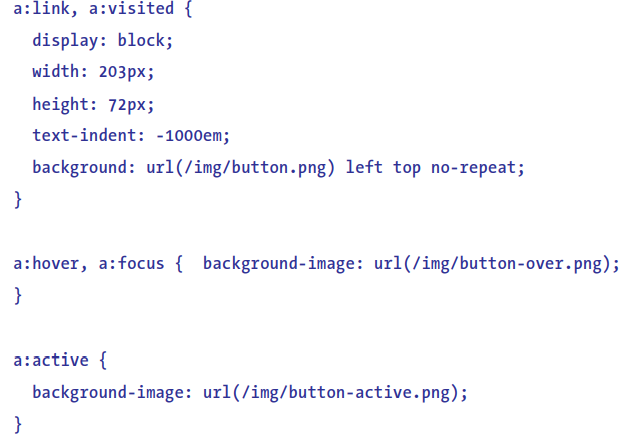 a:link, a:visited {
  display: block;
  width: 203px;
  height: 72px;
  text-indent: -1000em;
  background: url(/img/button.png) left top no-repeat;
}

a:hover, a:focus {  background-image: url(/img/button-over.png);
}

a:active {
  background-image: url(/img/button-active.png);
}